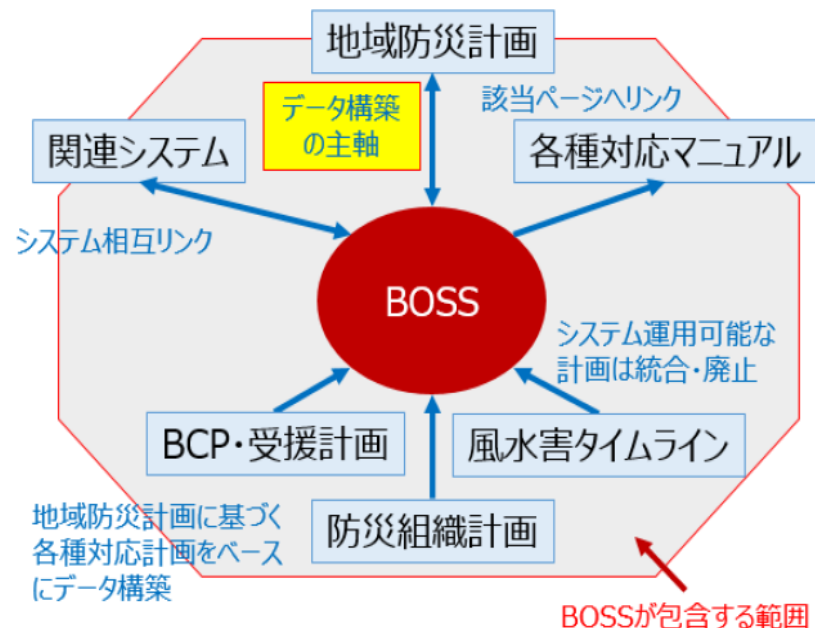 地域防災計画
データ構築
の主軸
該当ページへリンク
関連システム
各種対応マニュアル
システム相互リンク
BOSS
システム運用可能な
計画は統合・廃止
BCP・受援計画
風水害タイムライン
地域防災計画に基づく
各種対応計画をベース
にデータ構築
防災組織計画
BOSSが包含する範囲